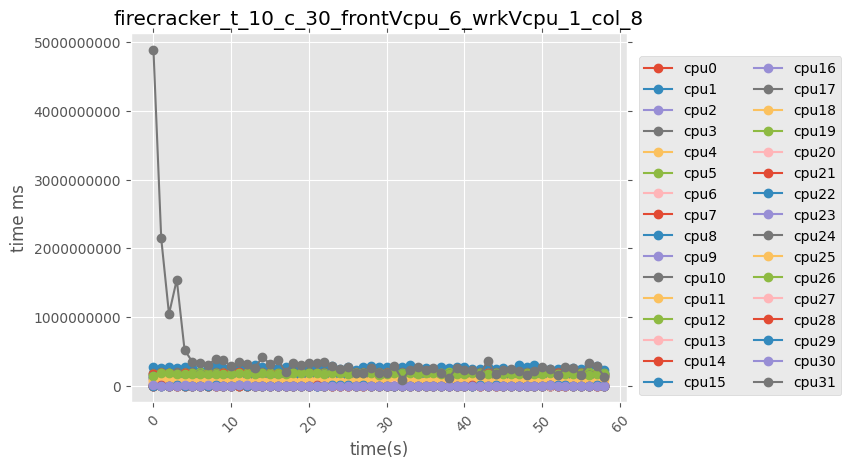 firecracker_t_10_c_30_frontVcpu_6_wrkVcpu_1_col_8
5000000000
4000000000
3000000000
2000000000
1000000000
0
time ms
0 10 20 30 40 50 60
time(s)
cpu0
cpu1
cpu2
cpu3
cpu4
cpu5
cpu6
cpu7
cpu8
cpu9
cpu10
cpu11
cpu12
cpu13
cpu14
cpu15
cpu16
cpu17
cpu18
cpu19
cpu20
cpu21
cpu22
cpu23
cpu24
cpu25
cpu26
cpu27
cpu28
cpu29
cpu30
cpu31